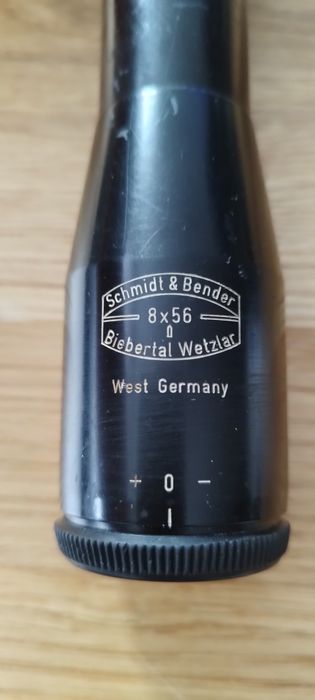 Schmidt & Bender
8x56
Biebertal Wetzlar
West Germany
+ 0 -